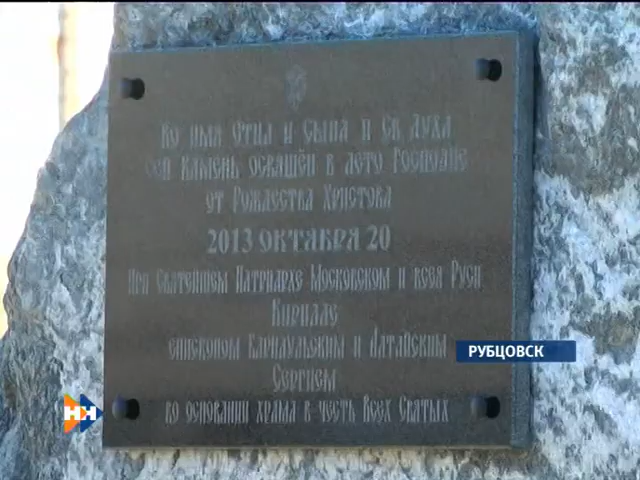 Во имя Отца и Сына и Св Духа
сей камень освящён в лето Господне
от Рождества Христова
2013 октября 20
При Святейшем Патриархе Московском и всея Руси
Кирилле
епископом Барнаульским и Алтайским
Сергием
во основании храма в честь Всех Святых
РУБЦОВСК
НН